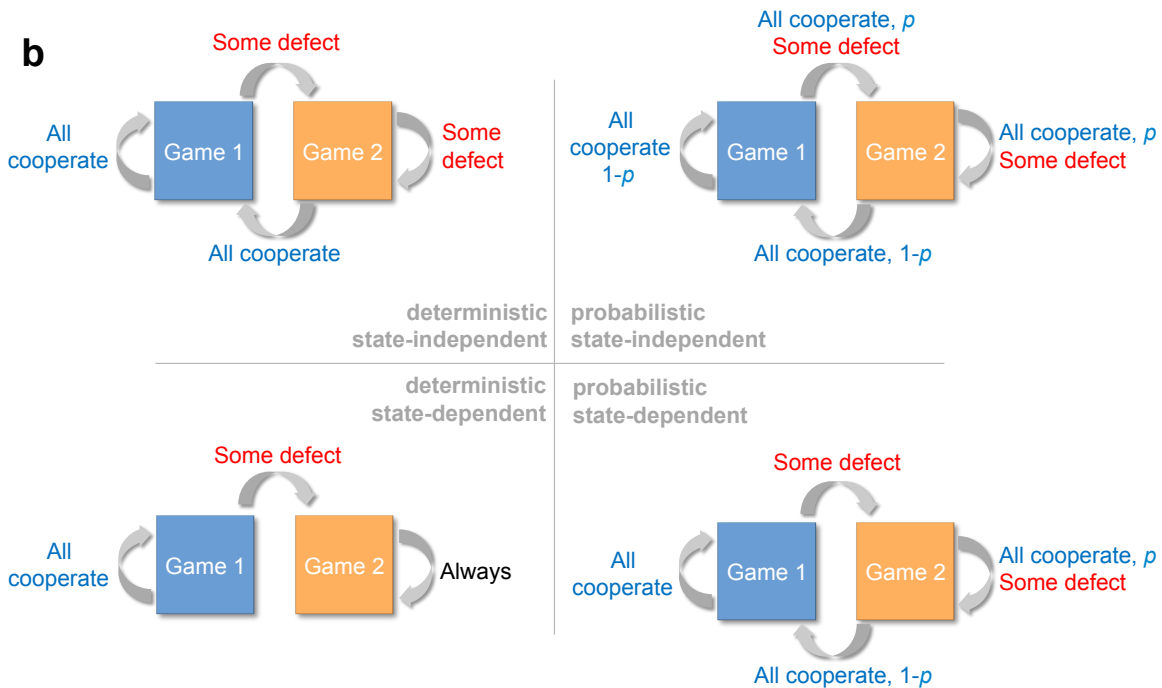 b
Some defect
All
cooperate
Game 1
Game 2
Some
defect
All cooperate
All cooperate, p
Some defect
All
cooperate
1-p
Game 1
Game 2
All cooperate, p
Some defect
All cooperate, 1-p
deterministic
state-independent
probabilistic
state-independent
deterministic
state-dependent
probabilistic
state-dependent
Some defect
All
cooperate
Game 1
Game 2
Always
Some defect
All
cooperate
Game 1
Game 2
All cooperate, p
Some defect
All cooperate, 1-p